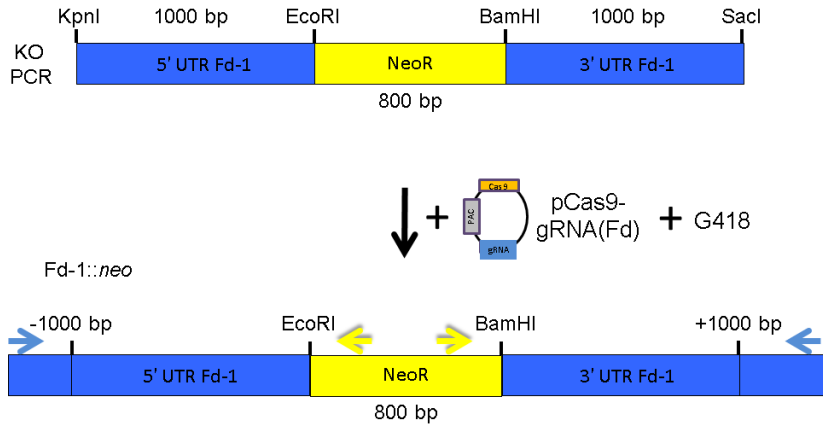 1000 bp 1000 bp
KpnI EcoRI BamHI SacI
KO PCR
5' UTR Fd-1 NeoR 3' UTR Fd-1
800 bp
Cas 9
PAC
gRNA
+ pCas9-
gRNA(Fd) + G418
Fd-1::neo
-1000 bp EcoRI BamHI +1000 bp
5' UTR Fd-1 NeoR 3' UTR Fd-1
800 bp